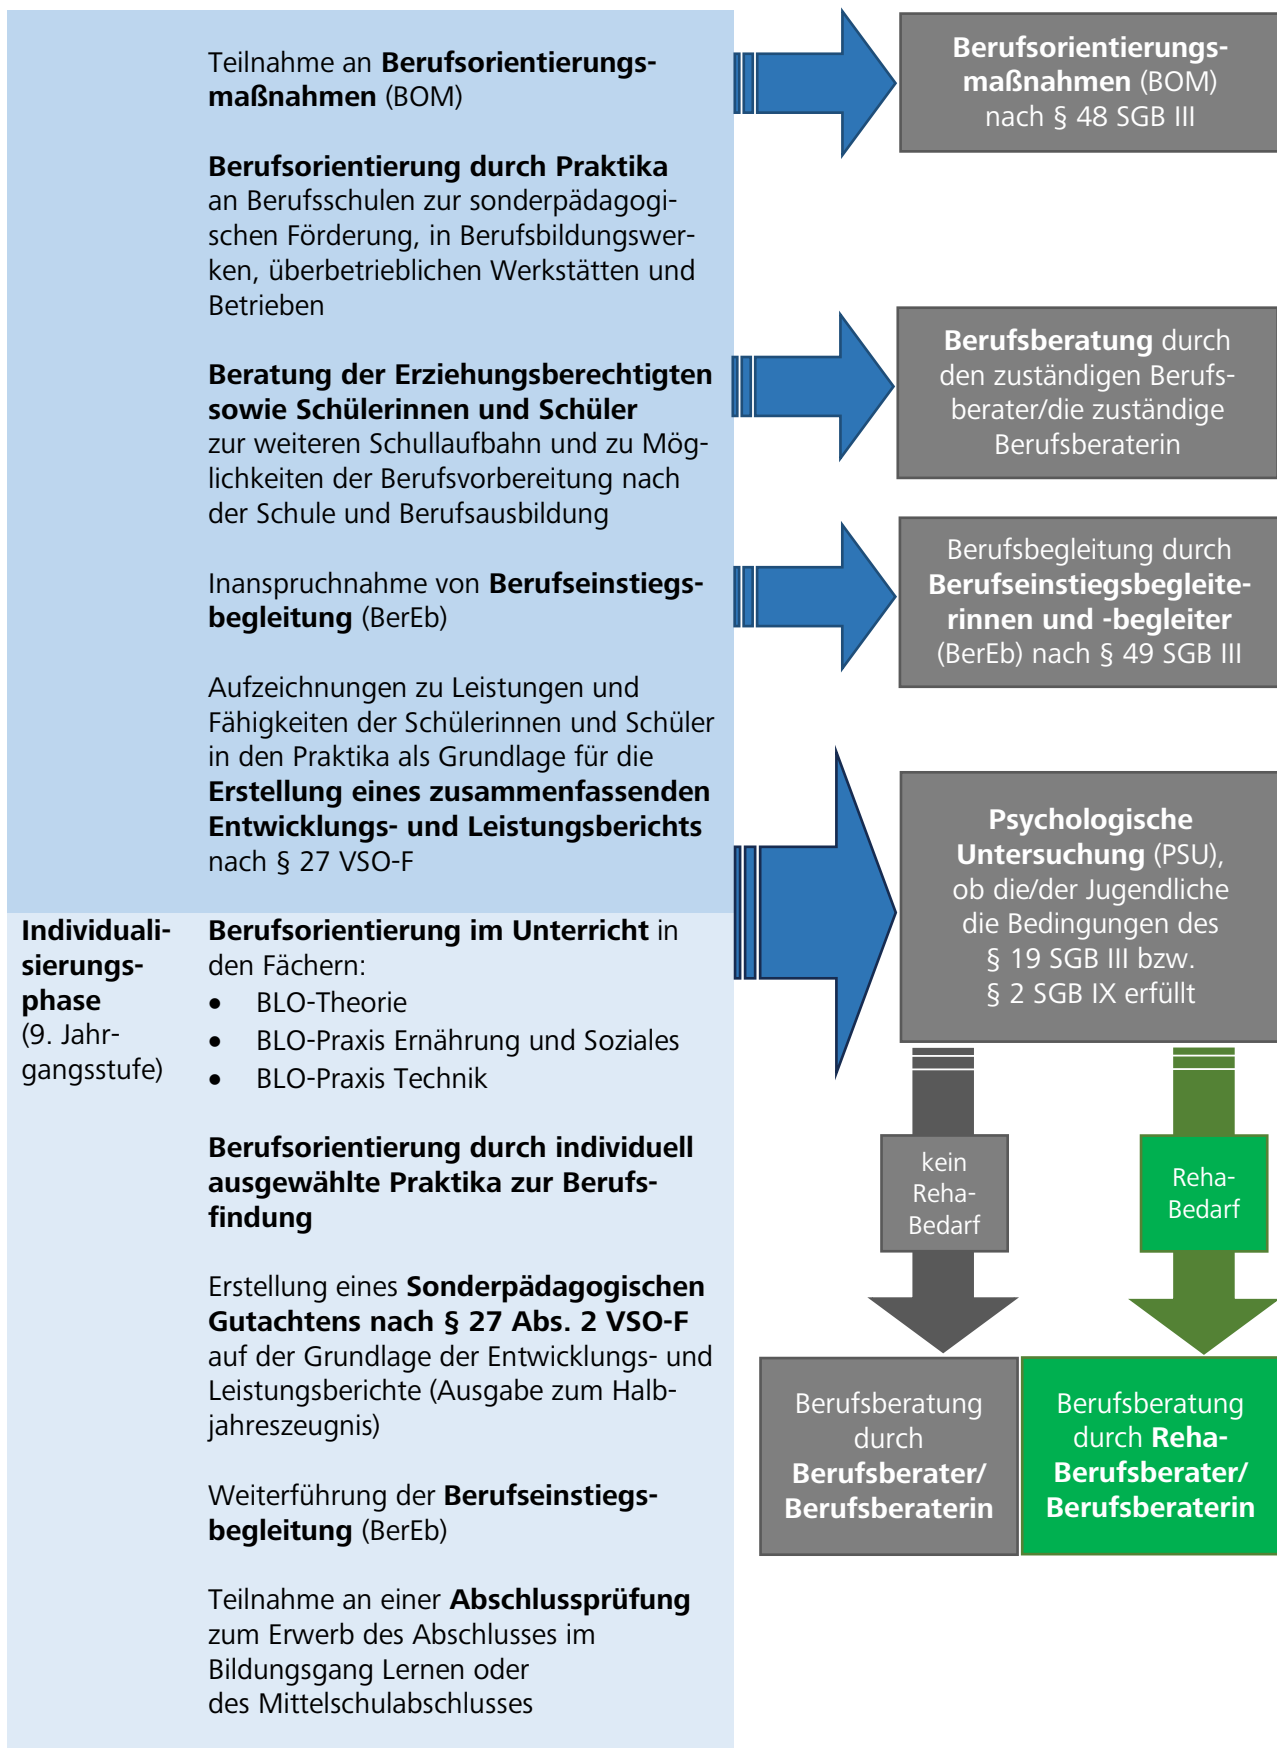 Teilnahme an Berufsorientierungs-
maßnahmen (BOM)
Berufsorientierung durch Praktika
an Berufsschulen zur sonderpädagogi-
schen Förderung, in Berufsbildungswer-
ken, überbetrieblichen Werkstätten und
Betrieben
Beratung der Erziehungsberechtigten
sowie Schülerinnen und Schüler
zur weiteren Schullaufbahn und zu Mög-
lichkeiten der Berufsvorbereitung nach
der Schule und Berufsausbildung
Inanspruchnahme von Berufseinstiegs-
begleitung (BerEb)
Aufzeichnungen zu Leistungen und
Fähigkeiten der Schülerinnen und Schüler
in den Praktika als Grundlage für die
Erstellung eines zusammenfassenden
Entwicklungs- und Leistungsberichts
nach § 27 VSO-F
Individuali-
sierungs-
phase
(9. Jahr-
gangsstufe)
Berufsorientierung im Unterricht in
den Fächern:
• BLO-Theorie
• BLO-Praxis Ernährung und Soziales
• BLO-Praxis Technik
Berufsorientierung durch individuell
ausgewählte Praktika zur Berufs-
findung
Erstellung eines Sonderpädagogischen
Gutachtens nach § 27 Abs. 2 VSO-F
auf der Grundlage der Entwicklungs- und
Leistungsberichte (Ausgabe zum Halb-
jahreszeugnis)
Weiterführung der Berufseinstiegs-
begleitung (BerEb)
Teilnahme an einer Abschlussprüfung
zum Erwerb des Abschlusses im
Bildungsgang Lernen oder
des Mittelschulabschlusses
Berufsorientierungs-
maßnahmen (BOM)
nach § 48 SGB III
Berufsberatung durch
den zuständigen Berufs-
berater/die zuständige
Berufsberaterin
Berufsbegleitung durch
Berufseinstiegsbegleite-
rinnen und -begleiter
(BerEb) nach § 49 SGB III
Psychologische
Untersuchung (PSU),
ob die/der Jugendliche
die Bedingungen des
§ 19 SGB III bzw.
§ 2 SGB IX erfüllt
kein
Reha-
Bedarf
Reha-
Bedarf
Berufsberatung
durch
Berufsberater/
Berufsberaterin
Berufsberatung
durch Reha-
Berufsberater/
Berufsberaterin